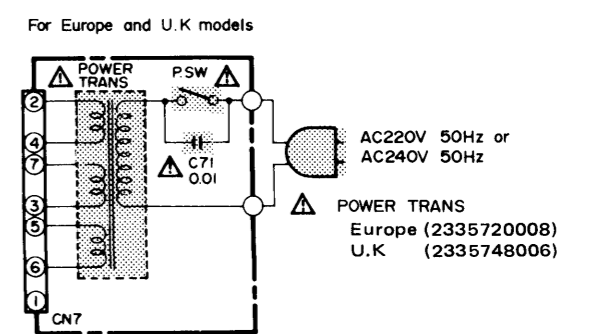 For Europe and U.K models
POWER
TRANS
P.SW
2
4
7
3
5
6
1
CN7
C71
0.01
AC220V 50Hz or
AC240V 50Hz
POWER TRANS
Europe (2335720008)
U.K (2335748006)